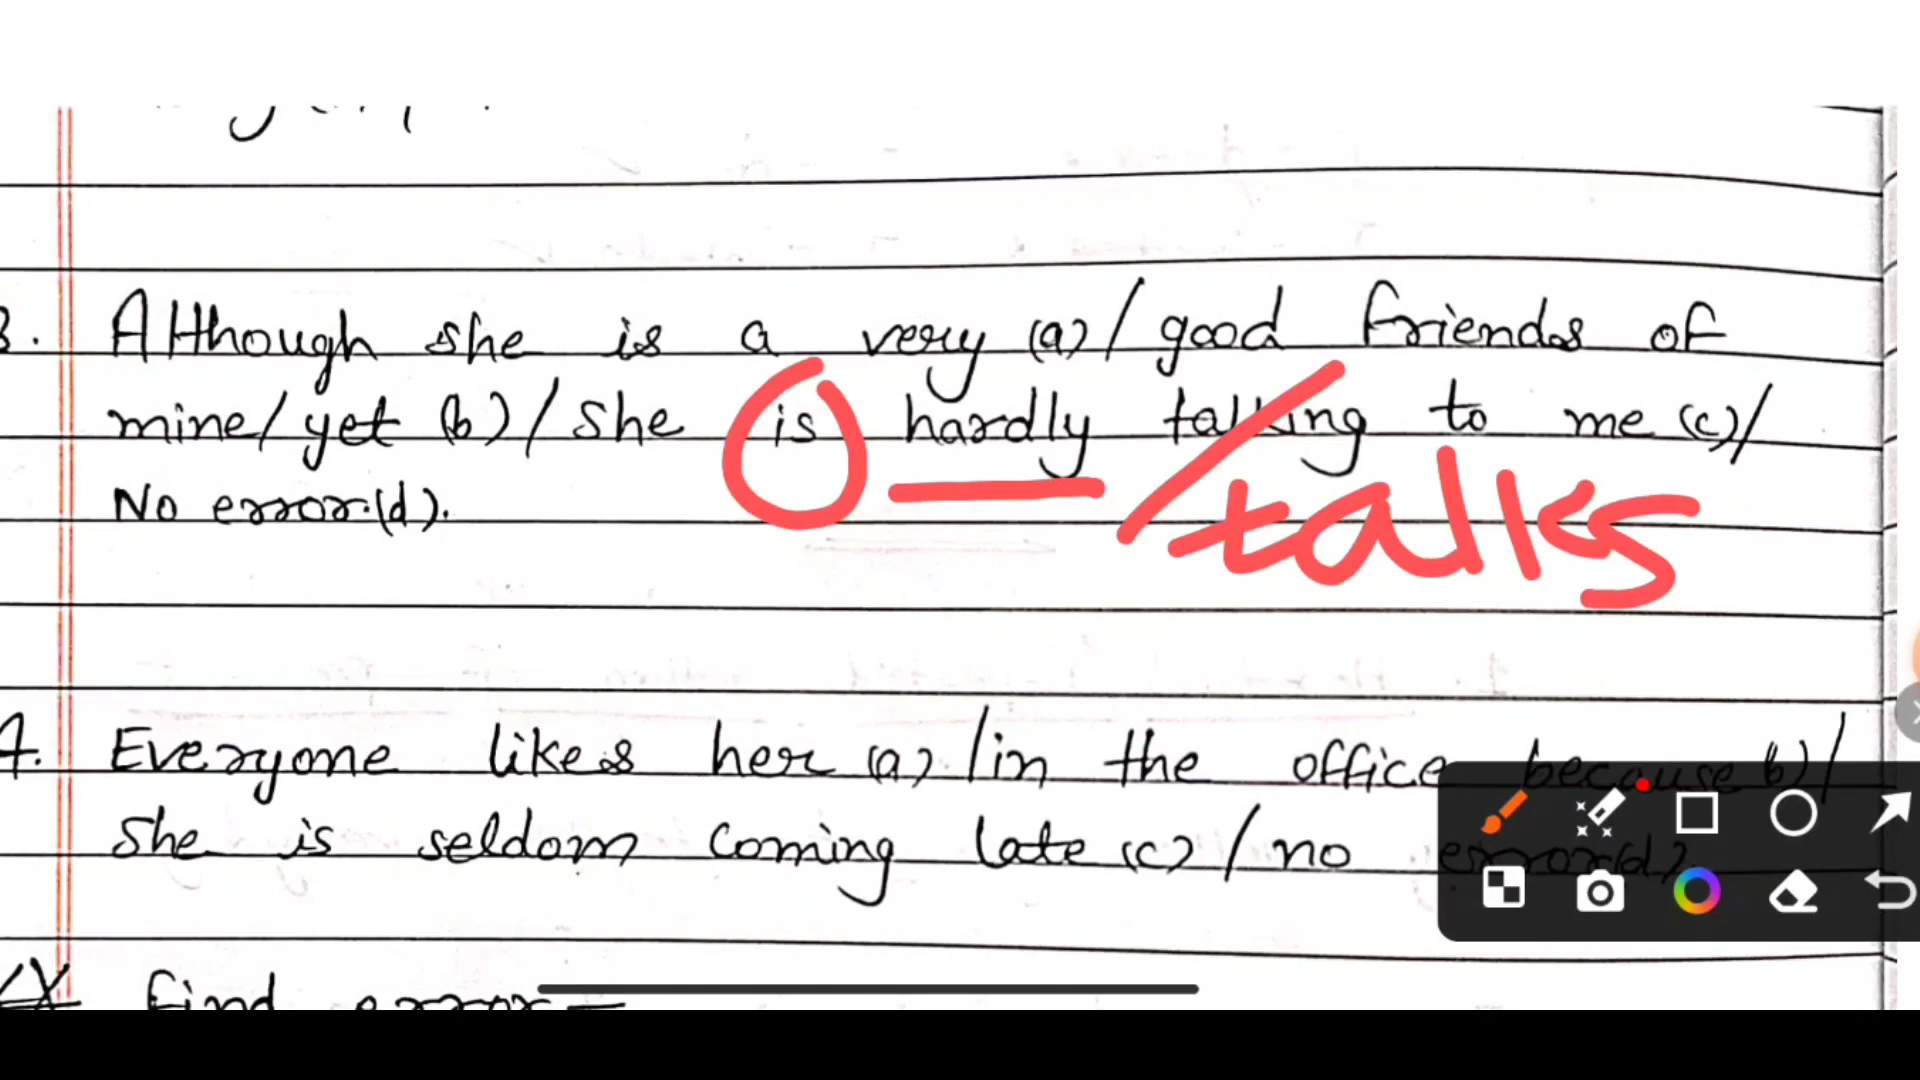 3. Although she is a very (a)/ good friends of
mine/yet (b)/ she is hardly talking to me (c)/
talks
No error.(d).
4. Everyone likes her (a) /in the office because b)/
She is seldom coming late (c) / no error(d).
find error -